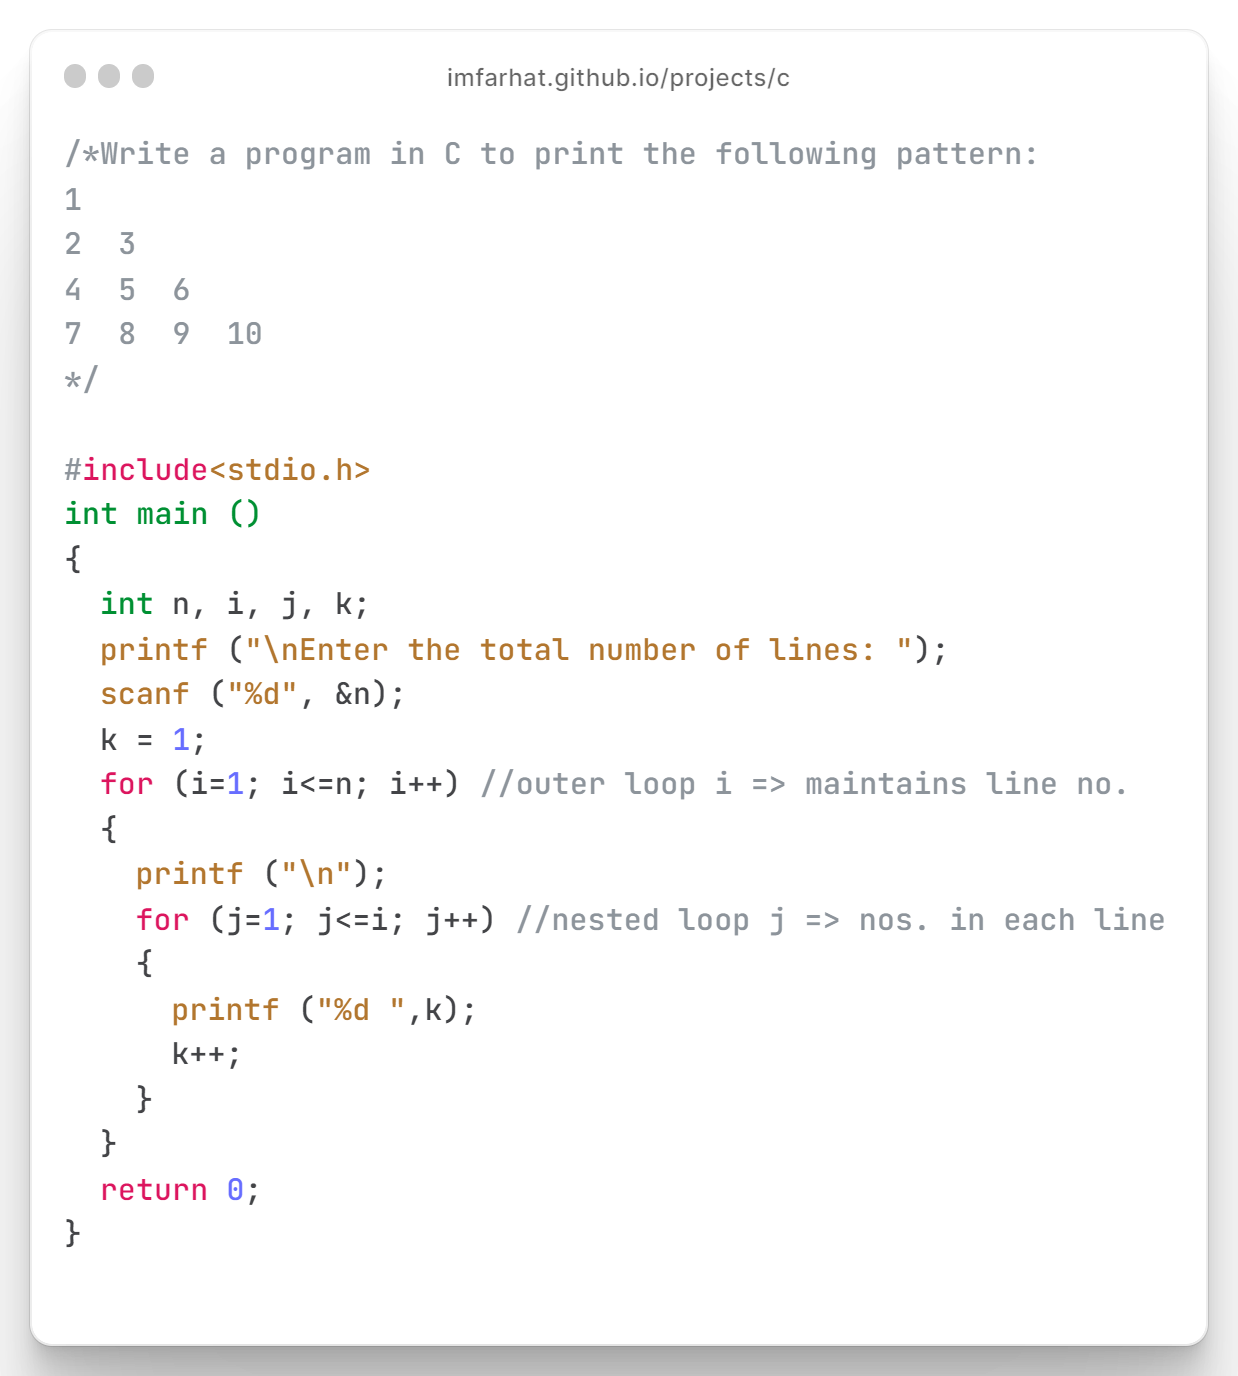 imfarhat.github.io/projects/c
/*Write a program in C to print the following pattern:
1
2  3
4  5  6
7  8  9  10
*/

#include<stdio.h>
int main ()
{
  int n, i, j, k;
  printf ("\nEnter the total number of lines: ");
  scanf ("%d", &n);
  k = 1;
  for (i=1; i<=n; i++) //outer loop i => maintains line no.
  {
    printf ("\n");
    for (j=1; j<=i; j++) //nested loop j => nos. in each line
    {
      printf ("%d ",k);
      k++;
    }
  }
  return 0;
}